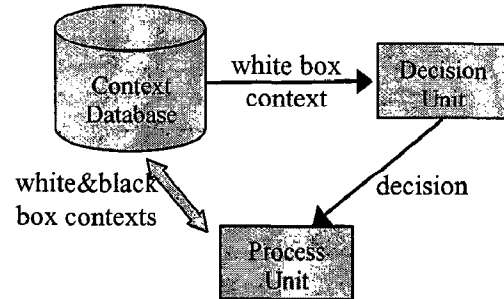 Context
Database
white box
context
Decision
Unit
white&black
box contexts
decision
Process
Unit